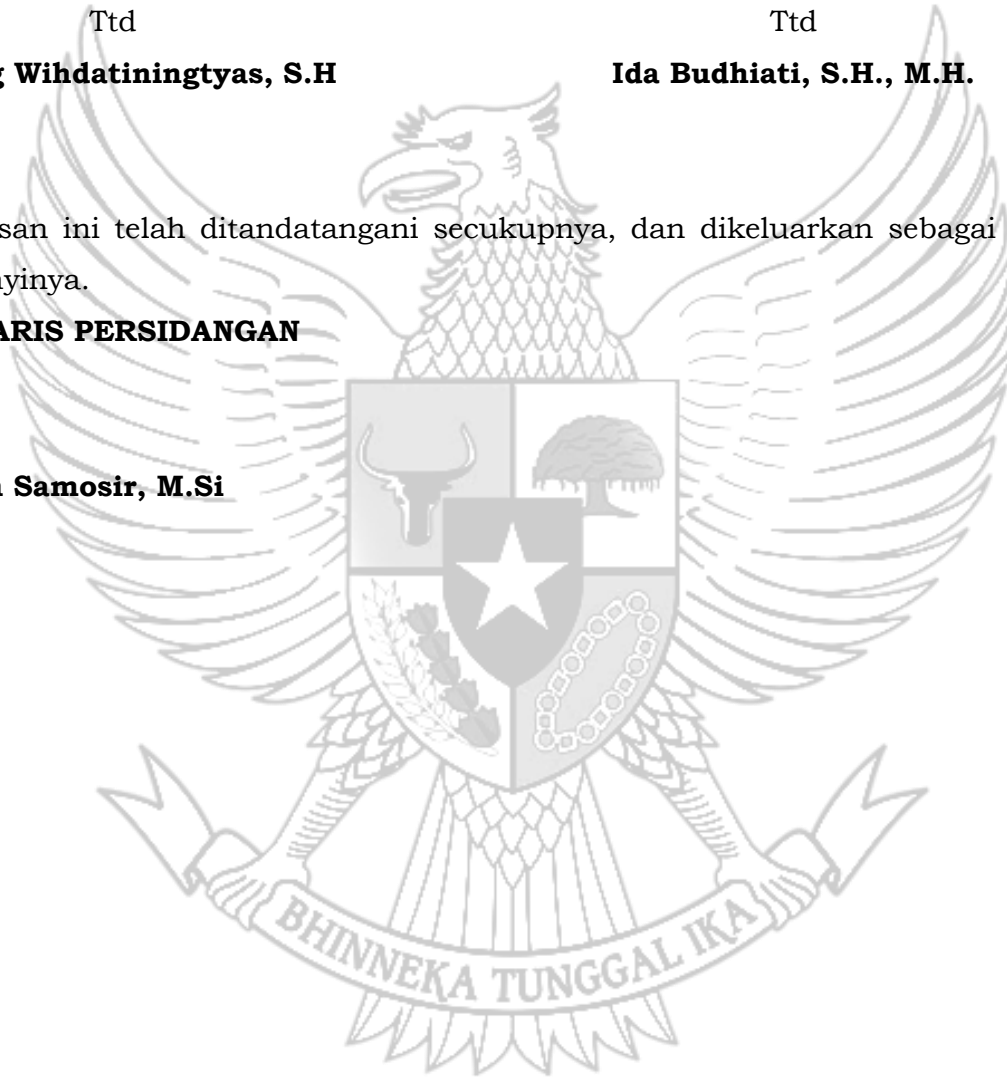 Ttd Ttd
g Wihdatiningtyas, S.H Ida Budhiati, S.H., M.H.
san ini telah ditandatangani secukupnya, dan dikeluarkan sebagai
nyinya.
ARIS PERSIDANGAN
Samosir, M.Si
BHINNEKA TUNGGAL IKA